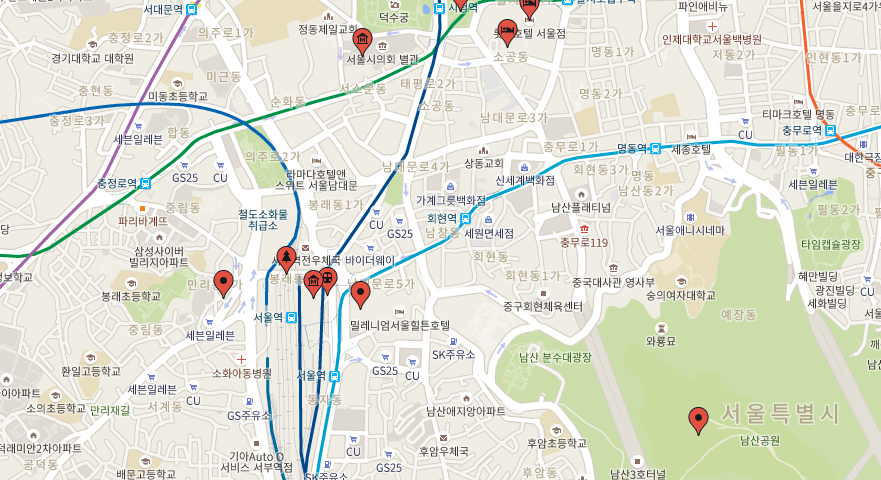 서대문역
의주로1가
정동제일교회
덕수궁
시청역
파인애비뉴
서울을지로4가
경기대학교 대학원
서울시의회 별관
호텔 서울점
소공동
명동1가
인제대학교서울백병원
저동2가
인현동1가
미근동
충현동
미동초등학교
서소문동
태평로2가
소공동
명동2가
충정로3가
순화동
남대문로3가
티마크호텔 명동
합동
세븐일레븐
의주로2가
남대문로4가
충무로1가
명동역
세종호텔
CU
충무로역
필동1가
상동교회
GS25
CU
라마다호텔앤
스위트 서울남대문
신세계백화점
회현동3가
명동
남산동2가
대한극장
충정로역
봉래동1가
가게그룻백화점
세븐일레븐
중림동
파리바게뜨
철도소화물
취급소
CU
GS25
회현역
남창동
세원면세점
남산플래티넘
충무로119
서울애니시네마
필동2가
타임캡슐광장
삼성사이버
빌리지아파트
역전우체국
바이더웨이
회현동
회현동1가
중국대사관 영사부
숭의여자대학교
혜만빌딩
광진빌딩
세화빌딩
CU
봉래초등학교
중림동
서울역
밀레니엄서울힐튼호텔
중구회현체육센터
예장동
와룡묘
세븐일레븐
SK주유소
남산 분수대광장
환일고등학교
소화아동병원
서울역
GS25
CU
세븐일레븐
CU
소의초등학교
만리재길
서계동
GS주유소
동자동
남산애지앙아파트
서울특별시
남산공원
덕래미안2차아파트
공덕동
기아Auto Q
서비스 서부역점
CU
후암우체국
후암초등학교
배문고등학교
SK주유소
GS25
후암동
남산3호터널